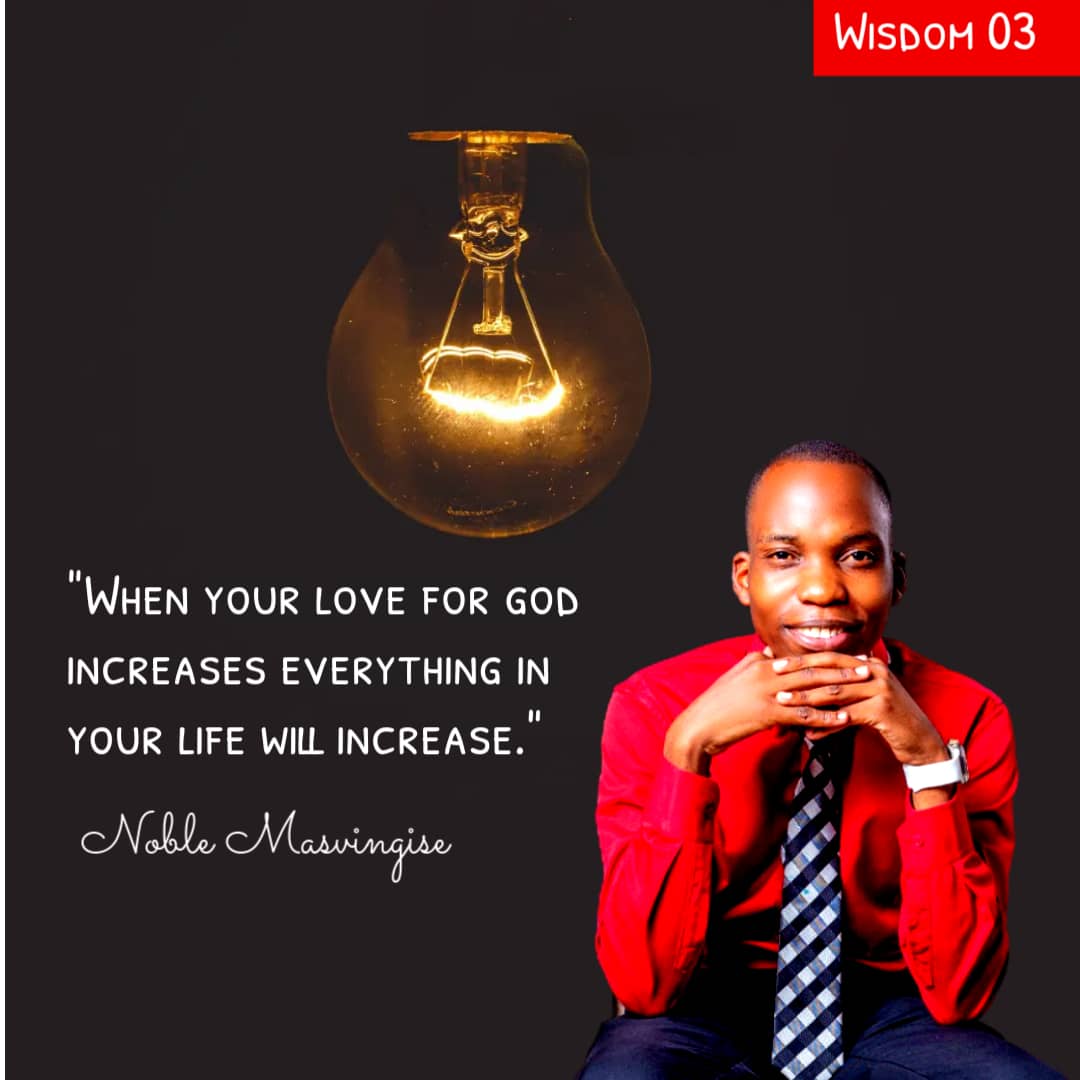 Wisdom 03
"When your love for god
increases everything in
your life will increase."
Noble Masvingise